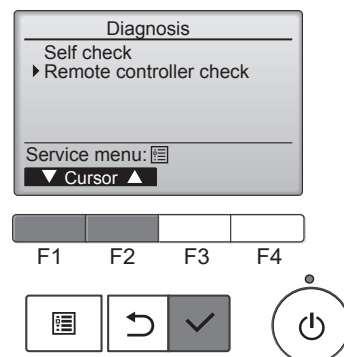 Diagnosis
Self check
Remote controller check
Service menu:
Cursor
F1 F2 F3 F4